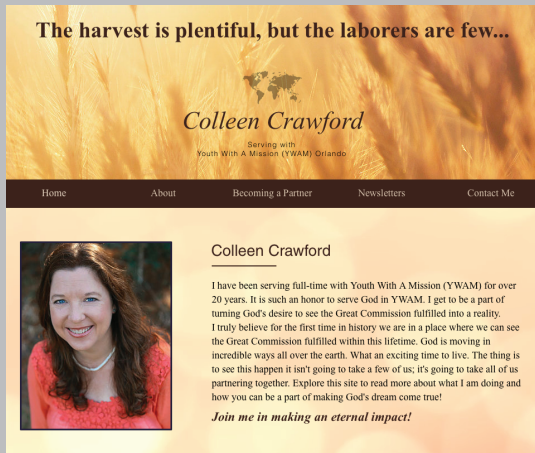 The harvest is plentiful, but the laborers are few...
Colleen Crawford
Serving with
Youth With A Mission (YWAM) Orlando
Home About Becoming a Partner Newsletters Contact Me
Colleen Crawford
I have been serving full-time with Youth With A Mission (YWAM) for over
20 years. It is such an honor to serve God in YWAM. I get to be a part of
turning God's desire to see the Great Commission fulfilled into a reality.
I truly believe for the first time in history we are in a place where we can see
the Great Commission fulfilled within this lifetime. God is moving in
incredible ways all over the earth. What an exciting time to live. The thing is
to see this happen it isn't going to take a few of us; it's going to take all of us
partnering together. Explore this site to read more about what I am doing and
how you can be a part of making God's dream come true!
Join me in making an eternal impact!